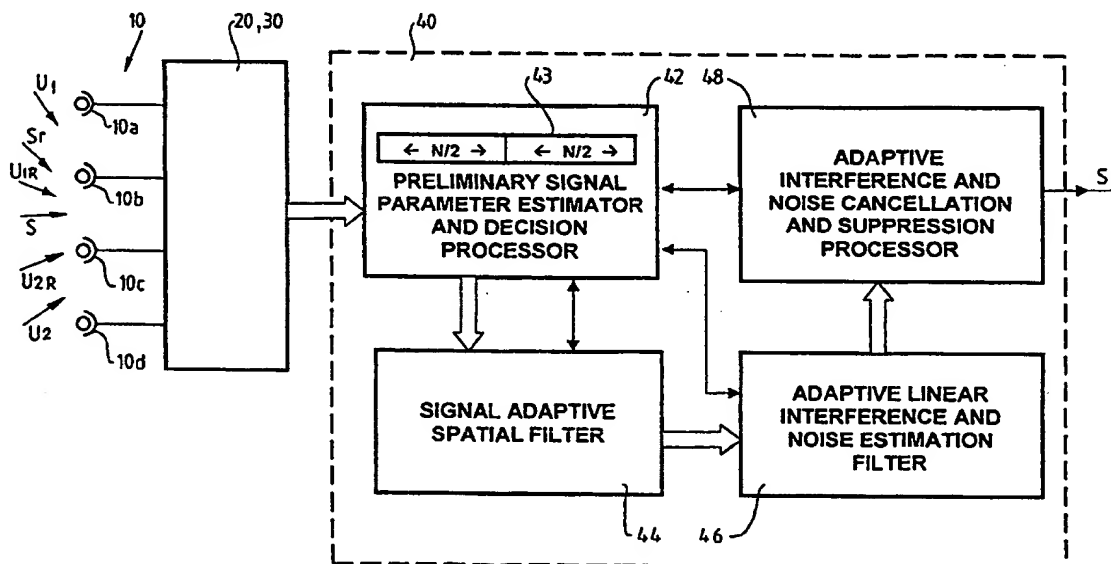 10
20,30
40
U1
10a
Sr
U1R
10b
S
U2R
10c
U2
10d
43
42
← N/2 → ← N/2 →
PRELIMINARY SIGNAL
PARAMETER ESTIMATOR
AND DECISION
PROCESSOR
48
ADAPTIVE
INTERFERENCE AND
NOISE CANCELLATION
AND SUPPRESSION
PROCESSOR
S
SIGNAL ADAPTIVE
SPATIAL FILTER
44
ADAPTIVE LINEAR
INTERFERENCE AND
NOISE ESTIMATION
FILTER
46